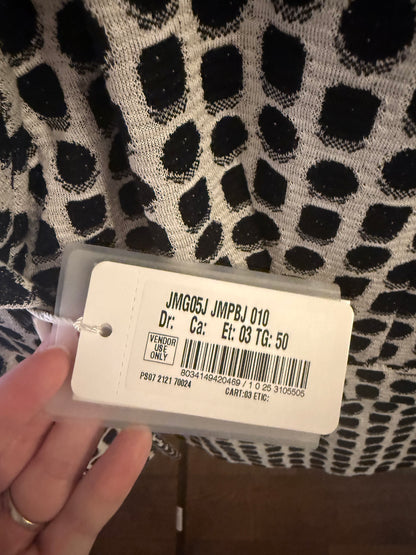 JMG05J JMPBJ 010
Dr: Ca: Et: 03 TG: 50
VENDOR
USE
ONLY
8034149420469 / 1 0 25 3105505
PS07 2121 70024
CART:03 ETIC: